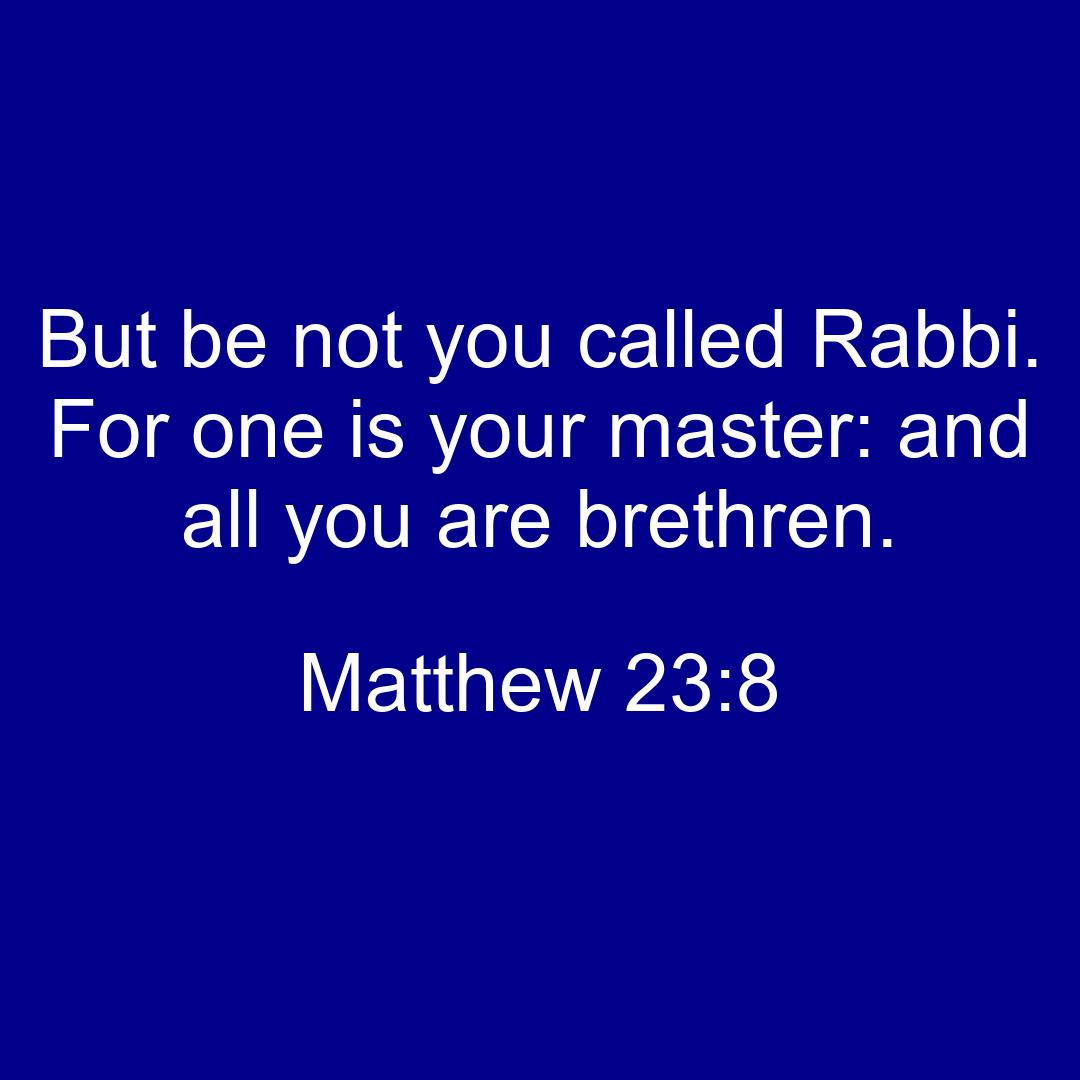 But be not you called Rabbi.
For one is your master: and
all you are brethren.
Matthew 23:8